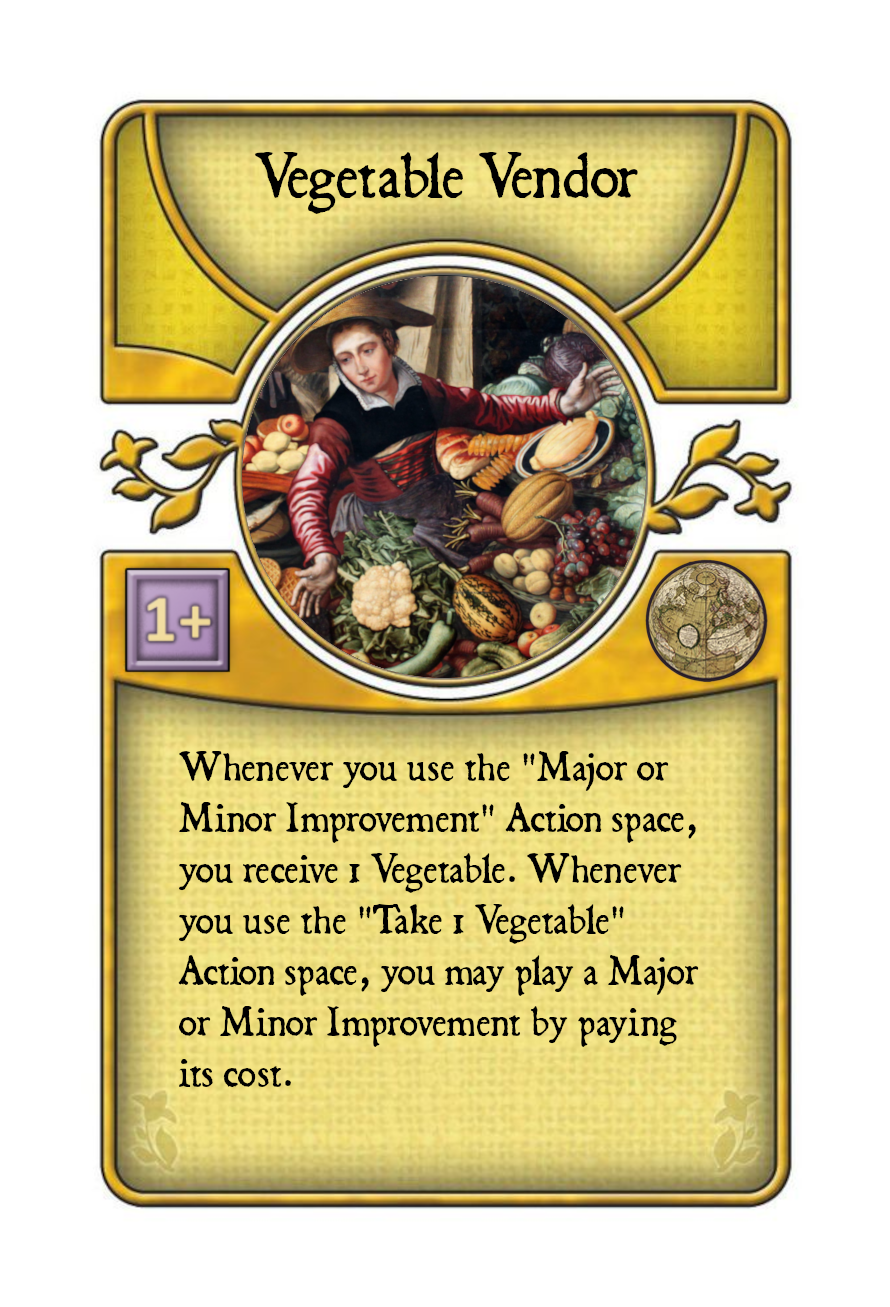 Vegetable Vendor
1+
Whenever you use the "Major or
Minor Improvement" Action space,
you receive 1 Vegetable. Whenever
you use the "Take 1 Vegetable"
Action space, you may play a Major
or Minor Improvement by paying
its cost.